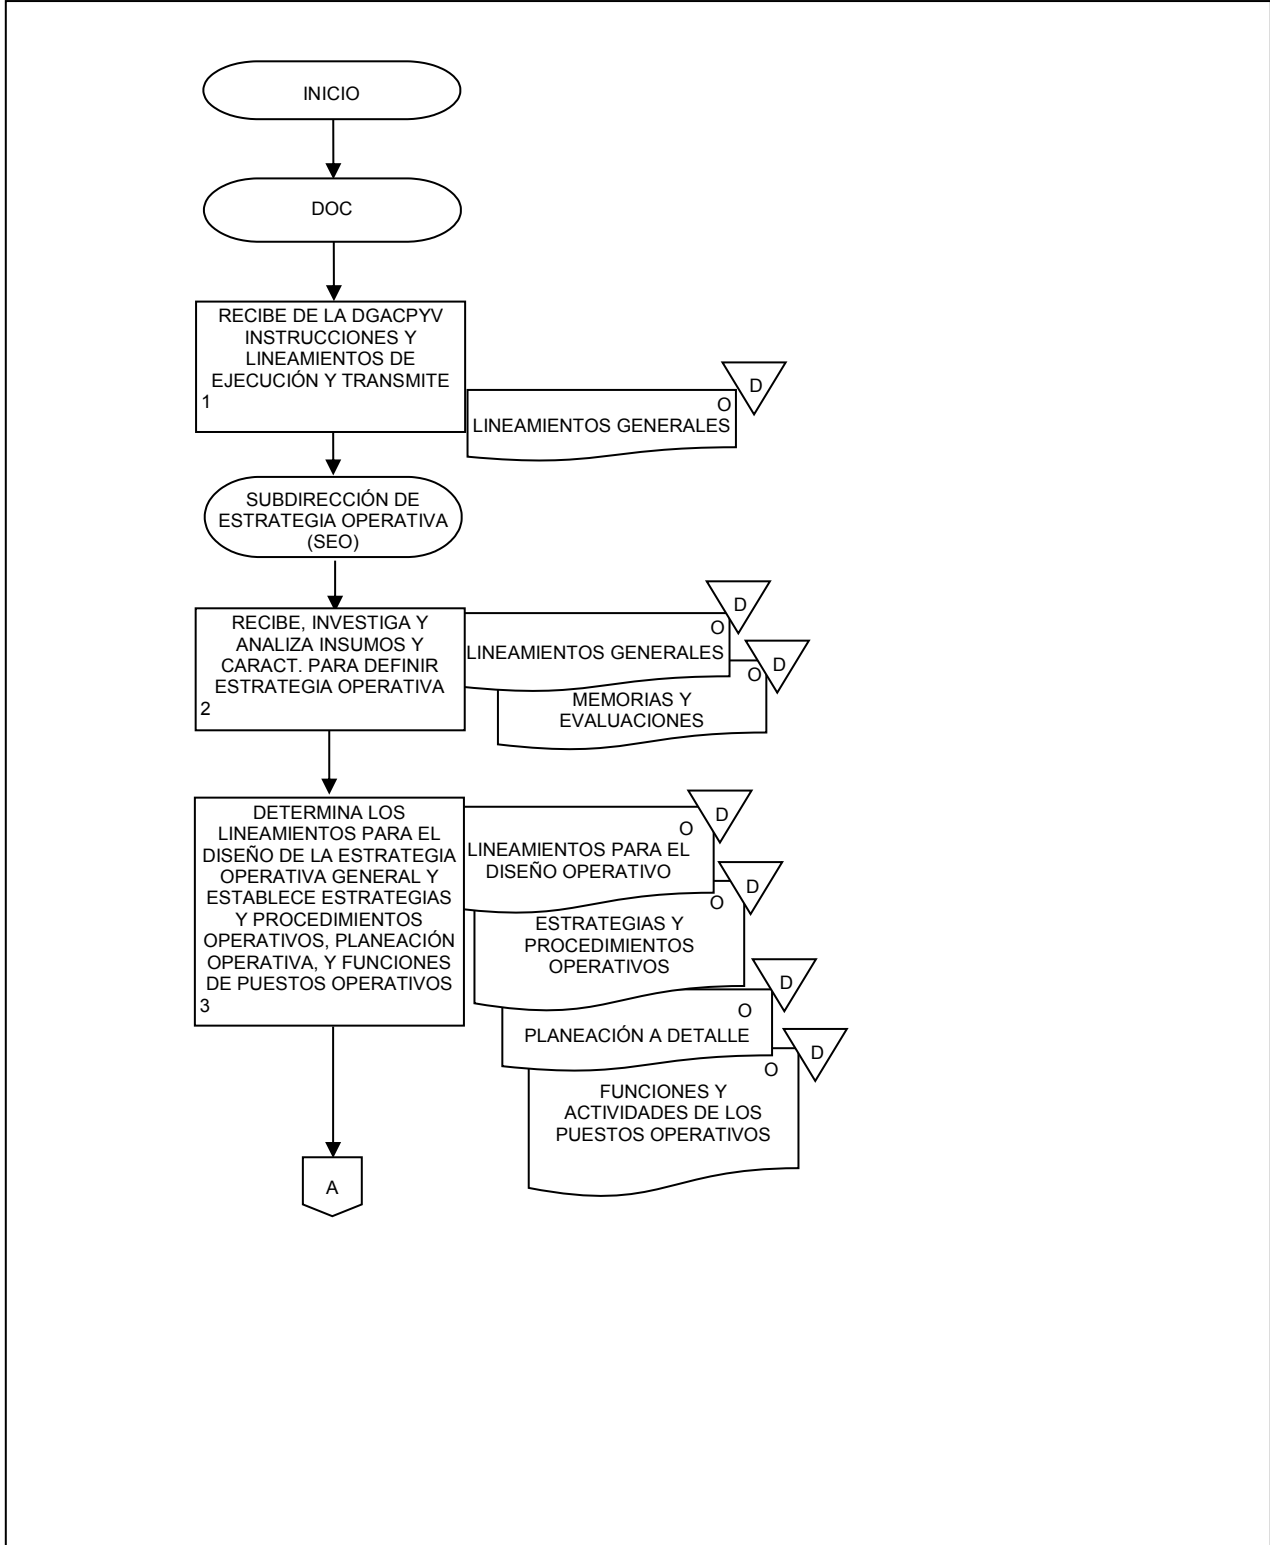 INICIO
DOC
RECIBE DE LA DGACPYV
INSTRUCCIONES Y
LINEAMIENTOS DE
EJECUCIÓN Y TRANSMITE
1
D
O
LINEAMIENTOS GENERALES
SUBDIRECCIÓN DE
ESTRATEGIA OPERATIVA
(SEO)
RECIBE, INVESTIGA Y
ANALIZA INSUMOS Y
CARACT. PARA DEFINIR
ESTRATEGIA OPERATIVA
2
D
O
LINEAMIENTOS GENERALES
D
O
MEMORIAS Y
EVALUACIONES
DETERMINA LOS
LINEAMIENTOS PARA EL
DISEÑO DE LA ESTRATEGIA
OPERATIVA GENERAL Y
ESTABLECE ESTRATEGIAS
Y PROCEDIMIENTOS
OPERATIVOS, PLANEACIÓN
OPERATIVA, Y FUNCIONES
DE PUESTOS OPERATIVOS
3
D
O
LINEAMIENTOS PARA EL
DISEÑO OPERATIVO
D
O
ESTRATEGIAS Y
PROCEDIMIENTOS
OPERATIVOS
D
O
PLANEACIÓN A DETALLE
D
O
FUNCIONES Y
ACTIVIDADES DE LOS
PUESTOS OPERATIVOS
A